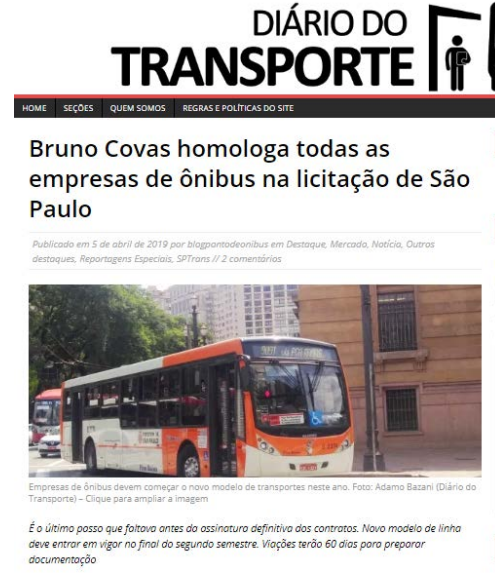 DIÁRIO DO
TRANSPORTE
HOME SEÇÕES QUEM SOMOS REGRAS E POLÍTICAS DO SITE
Bruno Covas homologa todas as
empresas de ônibus na licitação de São
Paulo
Publicado em 5 de abril de 2019 por blogpontodeonibus em Destaque, Mercado, Notícia, Outros
destaques, Reportagens Especiais, SPTrans // 2 comentários
Empresas de ônibus devem começar o novo modelo de transportes neste ano. Foto: Adamo Bazani (Diário do
Transporte) – Clique para ampliar a imagem
É o último passo que faltava antes da assinatura definitiva dos contratos. Novo modelo de linha
deve entrar em vigor no final do segundo semestre. Viações terão 60 dias para preparar
documentação